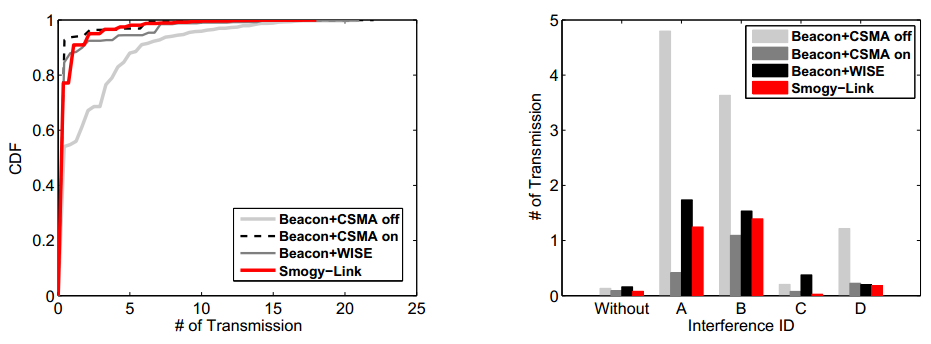 1
0.8
0.6
0.4
0.2
0
CDF
0 5 10 15 20 25
# of Transmission
Beacon+CSMA off
Beacon+CSMA on
Beacon+WISE
Smogy-Link
5
4
3
2
1
0
# of Transmission
Without A B C D
Interference ID
Beacon+CSMA off
Beacon+CSMA on
Beacon+WISE
Smogy-Link